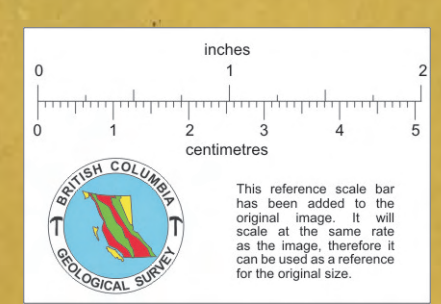 inches
0 1 2
0 1 2 3 4 5
centimetres
BRITISH COLUMBIA
GEOLOGICAL SURVEY
This reference scale bar
has been added to the
original image. It will
scale at the same rate
as the image, therefore it
can be used as a reference
for the original size.